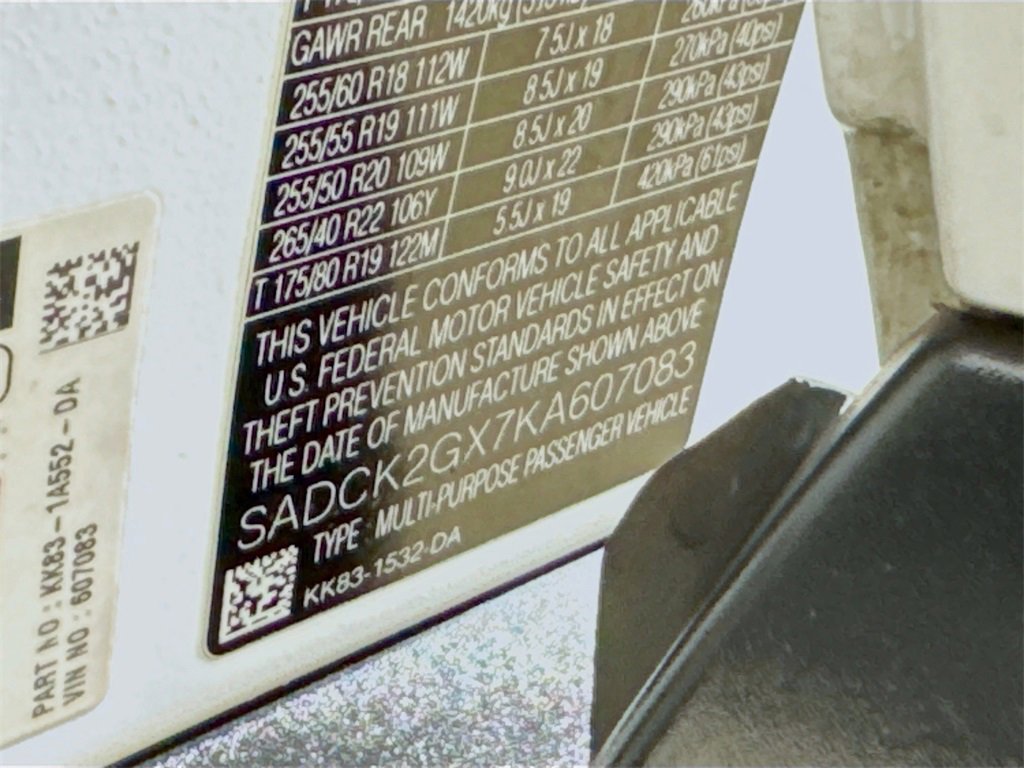 GAWR REAR 1420kg
255/60 R18 112W 7.5J x 18
255/55 R19 111W 8.5J x 19 270kPa (40psi)
255/50 R20 109W 8.5J x 20 290kPa (43psi)
265/40 R22 106Y 9.0J x 22 290kPa (43psi)
T 175/80 R19 122M 5.5J x 19 420kPa (61psi)
THIS VEHICLE CONFORMS TO ALL APPLICABLE
U.S. FEDERAL MOTOR VEHICLE SAFETY AND
THEFT PREVENTION STANDARDS IN EFFECT ON
THE DATE OF MANUFACTURE SHOWN ABOVE
SADCK2GX7KA607083
TYPE MULTI-PURPOSE PASSENGER VEHICLE
KK83-1532-DA
PART NO : KK83-1A552-DA
VIN NO : 607083